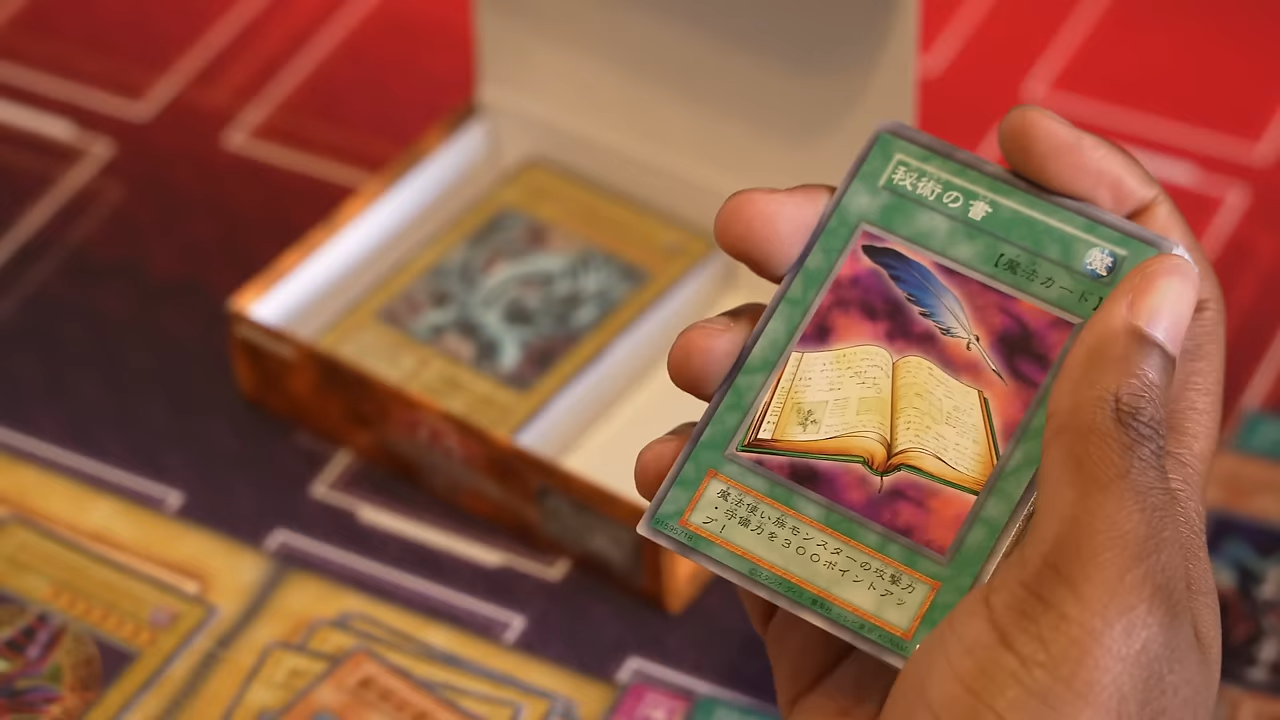 秘術の書
魔
【魔法カード】
魔法使い族モンスターの攻撃力
・守備力を３００ポイントアッ
プ！
91595718